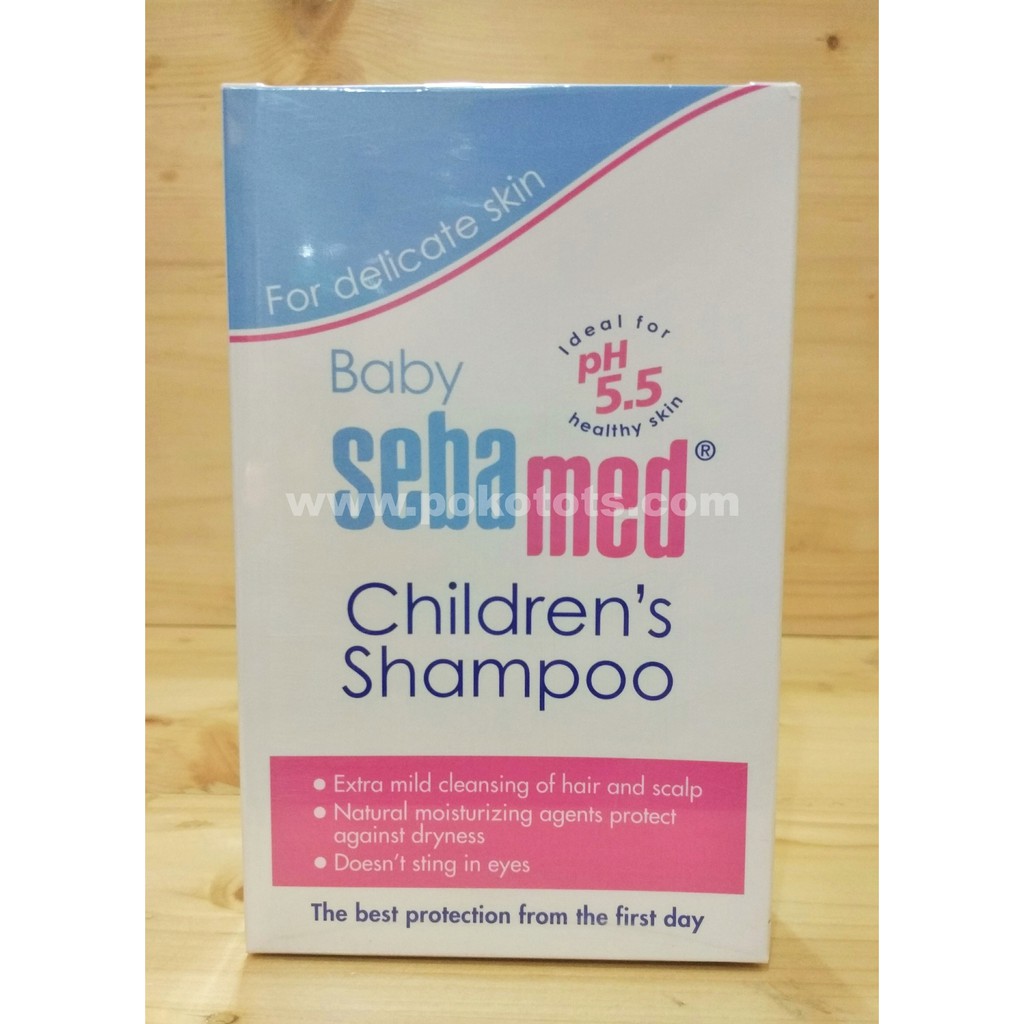 For delicate skin
Ideal for
pH
5.5
healthy skin
Baby
sebamed®
www.pokotots.com
Children's
Shampoo
• Extra mild cleansing of hair and scalp
• Natural moisturizing agents protect
against dryness
• Doesn't sting in eyes
The best protection from the first day